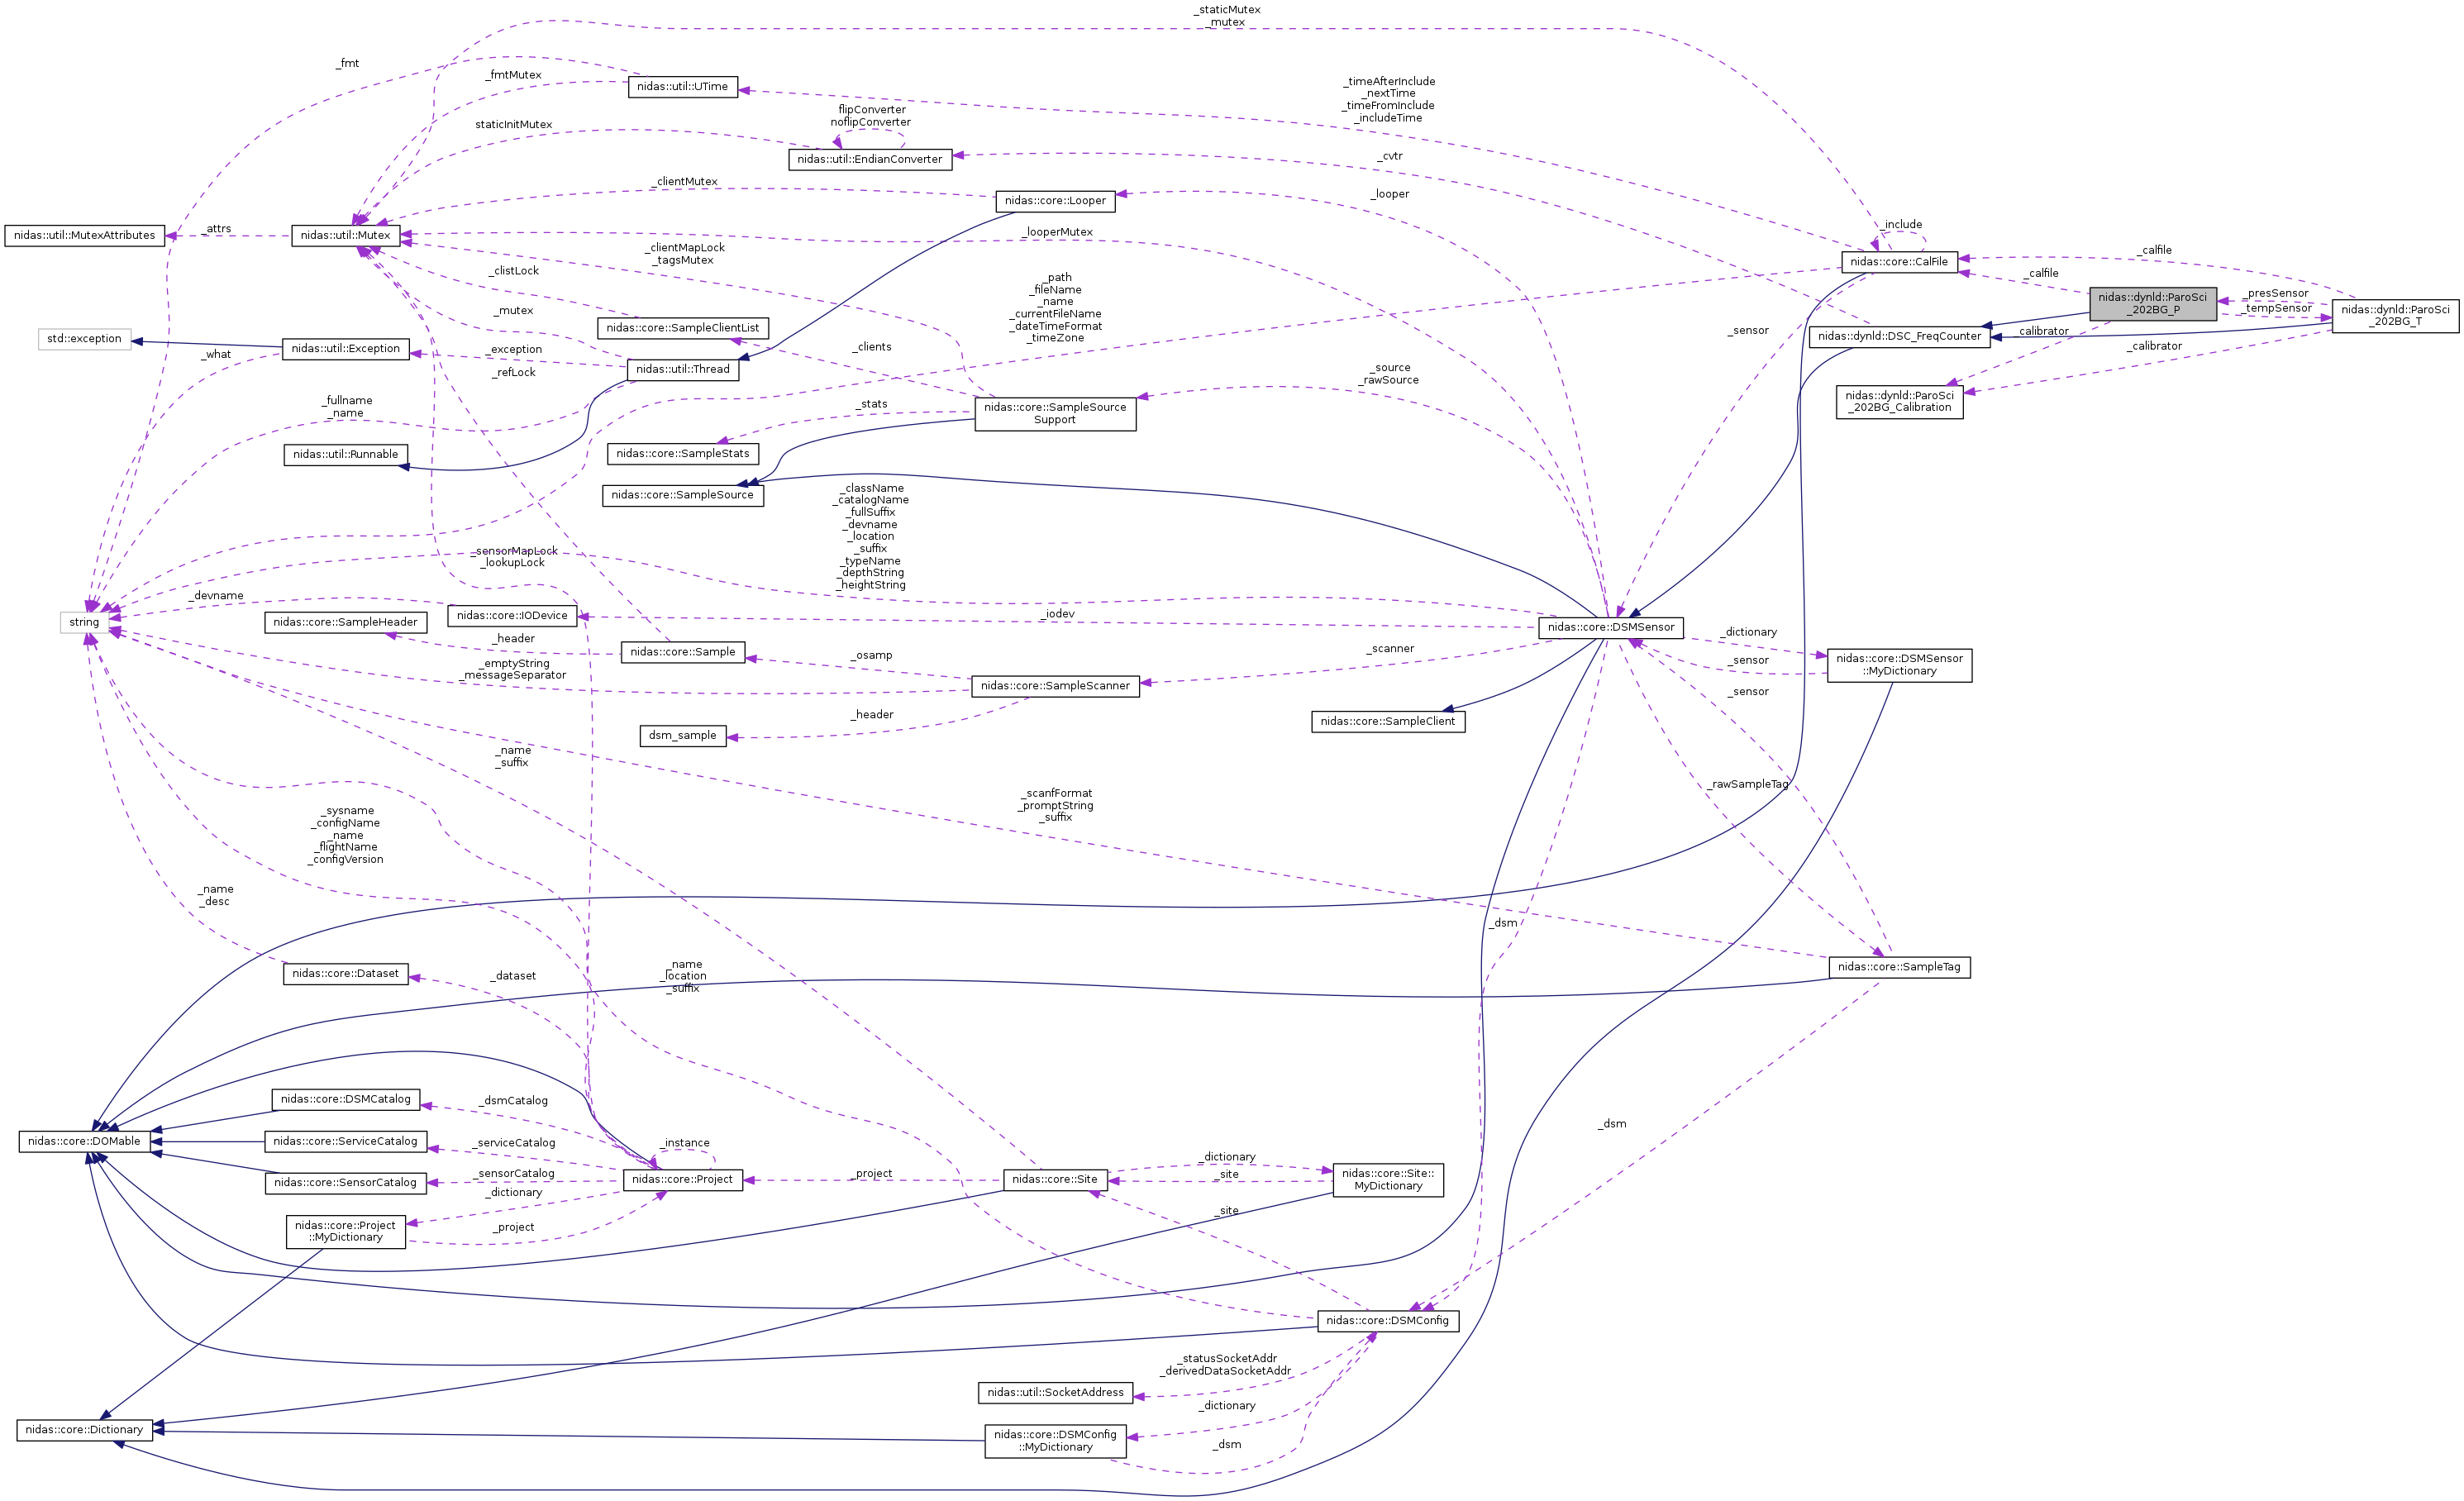 _staticMutex
_mutex
_fmt
_fmtMutex
nidas::util::UTime
_timeAfterInclude
_nextTime
_timeFromInclude
_includeTime
flipConverter
noflipConverter
staticInitMutex
nidas::util::EndianConverter
_cvtr
_clientMutex
nidas::core::Looper
_looper
nidas::util::MutexAttributes
_attrs
nidas::util::Mutex
_looperMutex
_include
_clientMapLock
_tagsMutex
_calfile
nidas::core::CalFile
_clistLock
_path
_fileName
_name
_currentFileName
_dateTimeFormat
_timeZone
_calfile
nidas::dynld::ParoSci
_202BG_P
_presSensor
_tempSensor
nidas::dynld::ParoSci
_202BG_T
_mutex
nidas::core::SampleClientList
_sensor
nidas::dynld::DSC_FreqCounter
_calibrator
std::exception
_what
nidas::util::Exception
_exception
_clients
_calibrator
_refLock
nidas::util::Thread
_source
_rawSource
_fullname
_name
_stats
nidas::core::SampleSource
Support
nidas::dynld::ParoSci
_202BG_Calibration
nidas::util::Runnable
nidas::core::SampleStats
nidas::core::SampleSource
_className
_catalogName
_fullSuffix
_devname
_location
_suffix
_typeName
_depthString
_heightString
_sensorMapLock
_lookupLock
_devname
nidas::core::IODevice
_iodev
string
nidas::core::SampleHeader
nidas::core::DSMSensor
_dictionary
_header
nidas::core::Sample
_osamp
_scanner
_sensor
nidas::core::DSMSensor
::MyDictionary
_emptyString
_messageSeparator
nidas::core::SampleScanner
_sensor
_header
dsm_sample
nidas::core::SampleClient
_name
_suffix
_rawSampleTag
_scanfFormat
_promptString
_suffix
_sysname
_configName
_name
_flightName
_configVersion
_name
_desc
_dsm
nidas::core::Dataset
_dataset
_name
_location
_suffix
nidas::core::SampleTag
nidas::core::DSMCatalog
_dsmCatalog
_dsm
nidas::core::DOMable
nidas::core::ServiceCatalog
_serviceCatalog
_instance
_dictionary
nidas::core::SensorCatalog
_sensorCatalog
nidas::core::Project
_project
nidas::core::Site
_site
nidas::core::Site::
MyDictionary
_dictionary
nidas::core::Project
::MyDictionary
_project
_site
nidas::core::DSMConfig
_statusSocketAddr
_derivedDataSocketAddr
nidas::util::SocketAddress
_dictionary
nidas::core::Dictionary
nidas::core::DSMConfig
::MyDictionary
_dsm